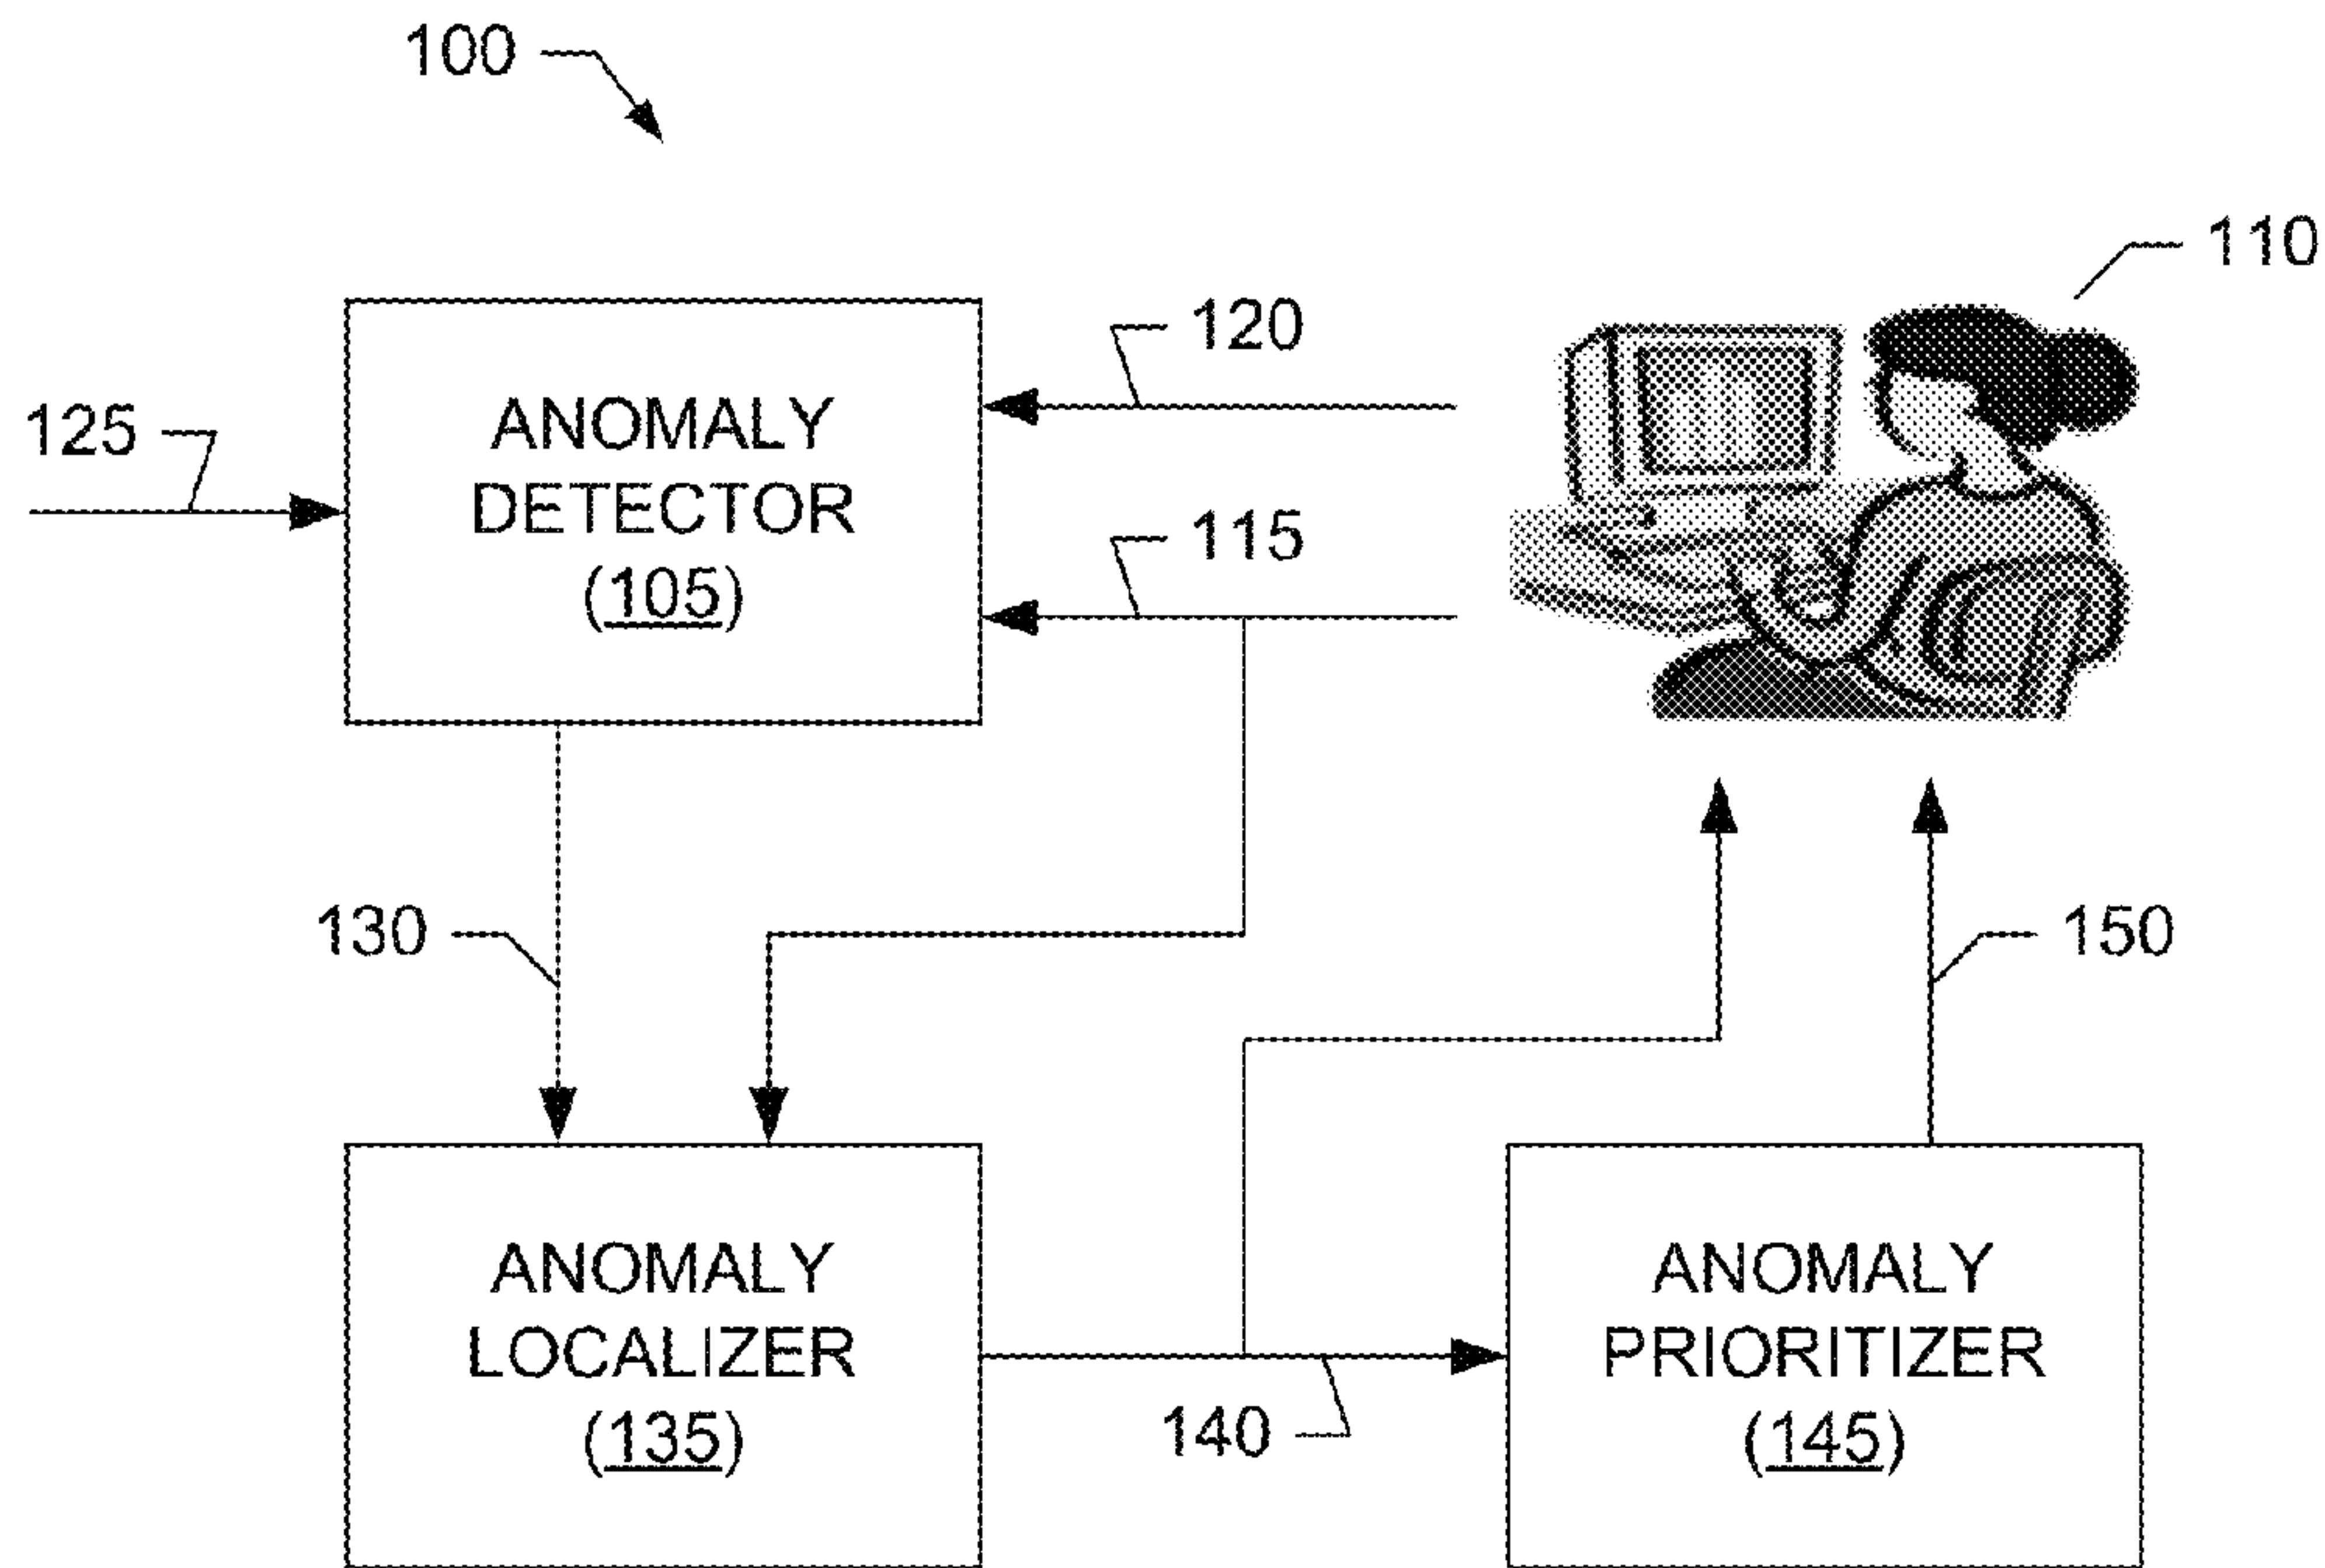 100
110
120
125
ANOMALY
DETECTOR
(105)
115
130
150
ANOMALY
LOCALIZER
(135)
140
ANOMALY
PRIORITIZER
(145)